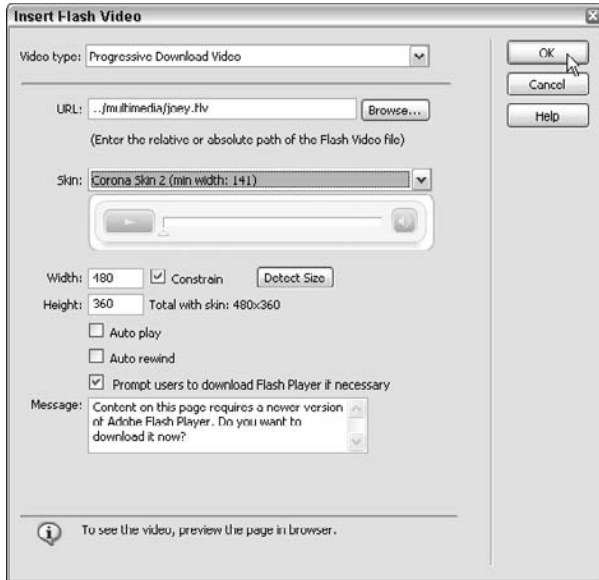 Insert Flash Video
Video type: Progressive Download Video
OK
Cancel
Help
URL: ../multimedia/joey.flv
Browse...
(Enter the relative or absolute path of the Flash Video file)
Skin: Corona Skin 2 (min width: 141)
Width: 480 Constrain Detect Size
Height: 360 Total with skin: 480x360
Auto play
Auto rewind
Prompt users to download Flash Player if necessary
Message: Content on this page requires a newer version
of Adobe Flash Player. Do you want to
download it now?
To see the video, preview the page in browser.